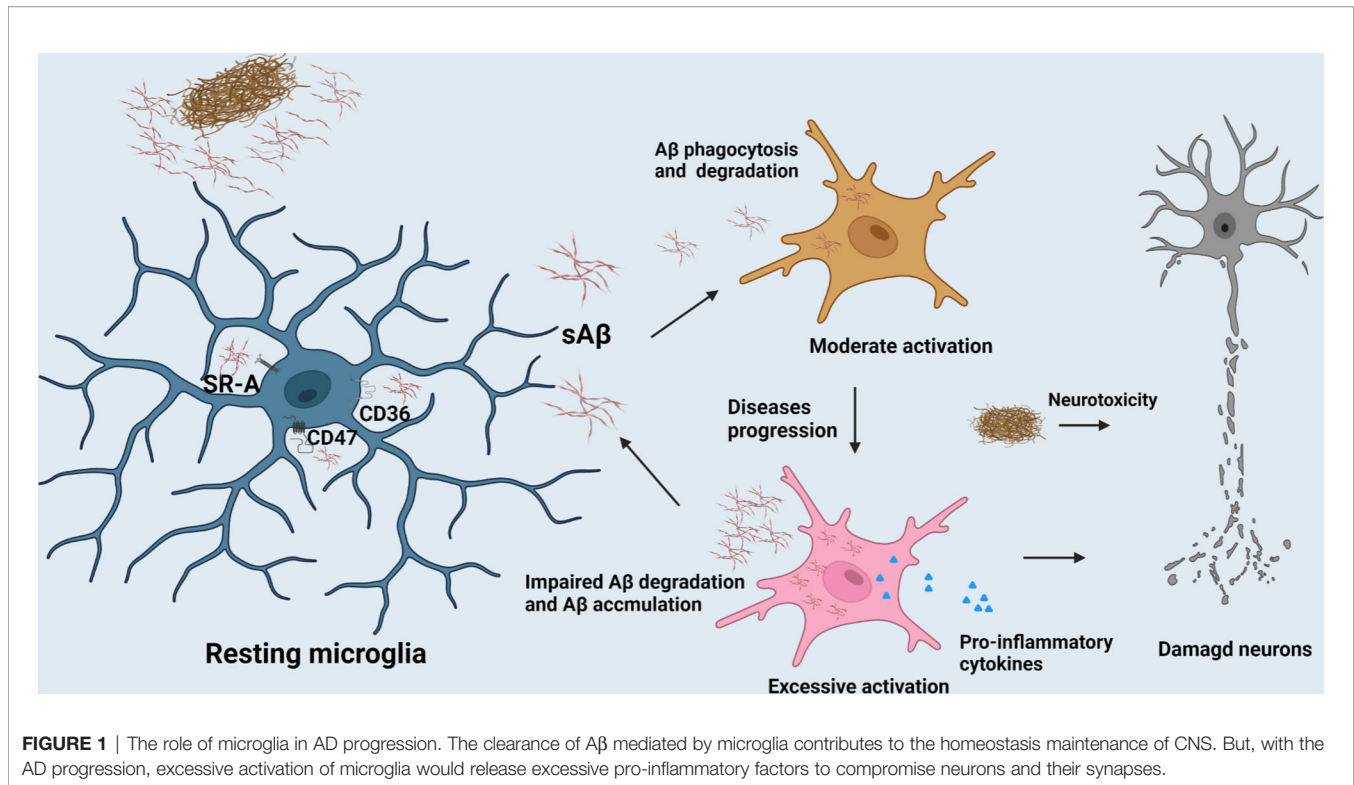 Aβ phagocytosis
and degradation
sAβ
SR-A
CD36
CD47
Moderate activation
Diseases
progression
Neurotoxicity
Impaired Aβ degradation
and Aβ accmulation
Resting microglia
Pro-inflammatory
cytokines
Damagd neurons
Excessive activation
FIGURE 1 | The role of microglia in AD progression. The clearance of Aβ mediated by microglia contributes to the homeostasis maintenance of CNS. But, with the
AD progression, excessive activation of microglia would release excessive pro-inflammatory factors to compromise neurons and their synapses.